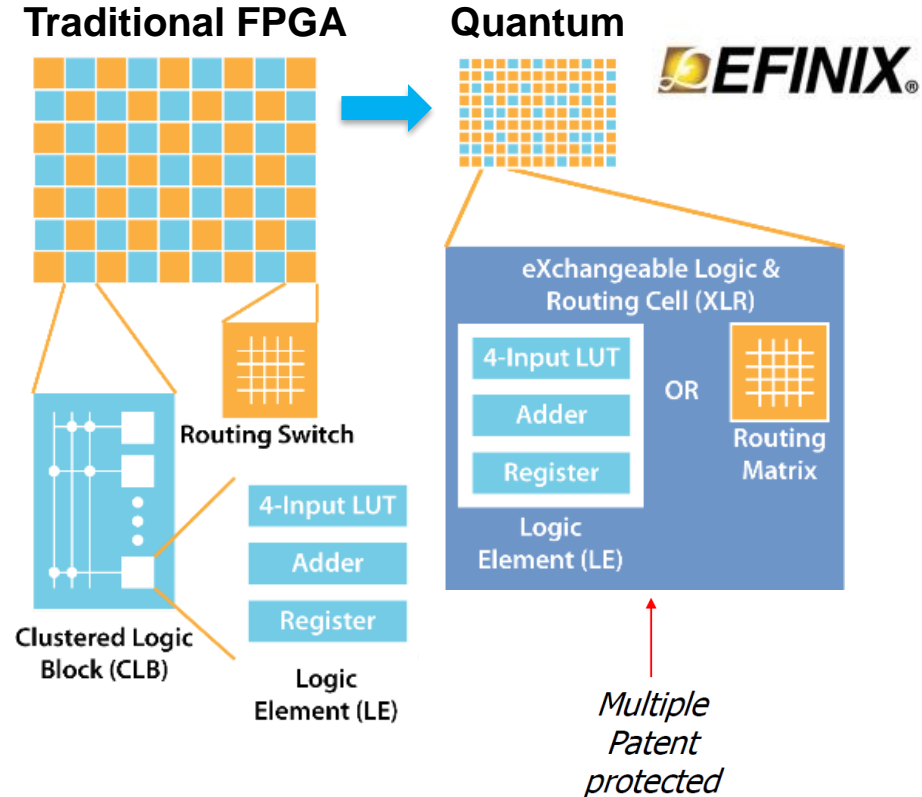 Traditional FPGA
Quantum
EFINIX®
Routing Switch
4-Input LUT
Adder
Register
Clustered Logic
Block (CLB)
Logic
Element (LE)
eXchangeable Logic &
Routing Cell (XLR)
4-Input LUT
Adder
Register
OR
Routing
Matrix
Logic
Element (LE)
Multiple
Patent
protected